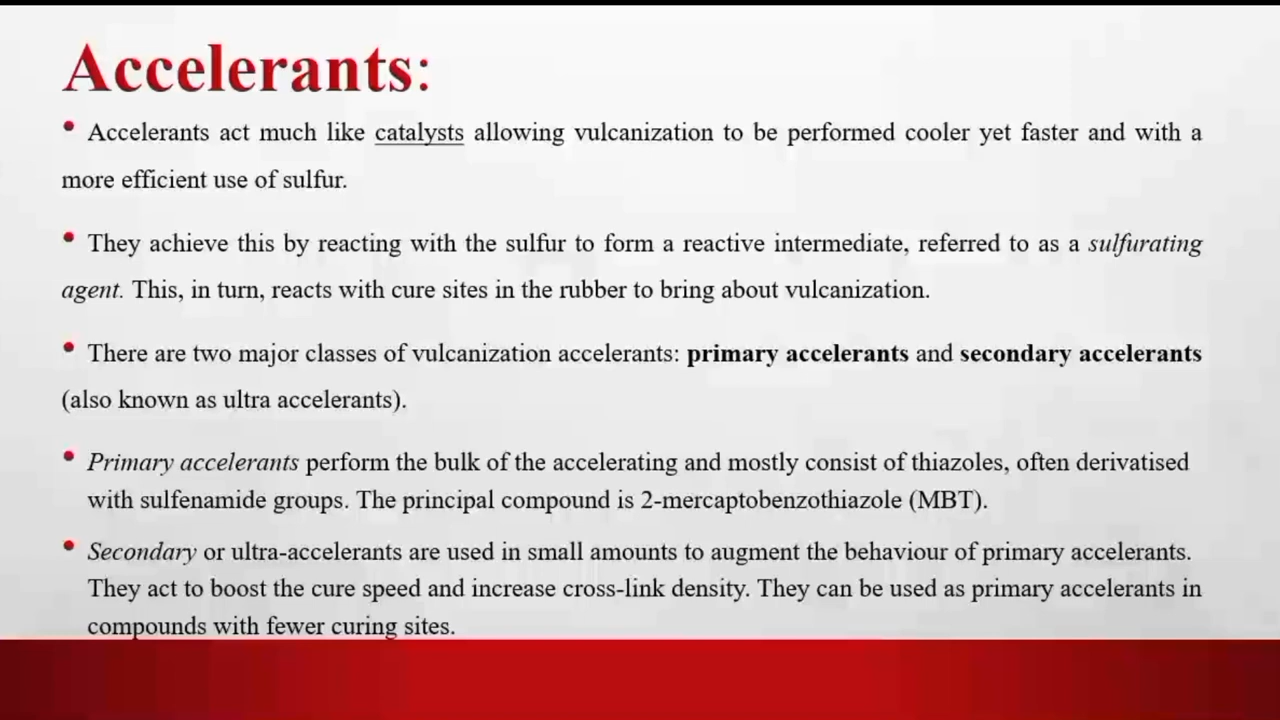 Accelerants:
• Accelerants act much like catalysts allowing vulcanization to be performed cooler yet faster and with a
more efficient use of sulfur.
• They achieve this by reacting with the sulfur to form a reactive intermediate, referred to as a sulfurating
agent. This, in turn, reacts with cure sites in the rubber to bring about vulcanization.
• There are two major classes of vulcanization accelerants: primary accelerants and secondary accelerants
(also known as ultra accelerants).
• Primary accelerants perform the bulk of the accelerating and mostly consist of thiazoles, often derivatised
with sulfenamide groups. The principal compound is 2-mercaptobenzothiazole (MBT).
• Secondary or ultra-accelerants are used in small amounts to augment the behaviour of primary accelerants.
They act to boost the cure speed and increase cross-link density. They can be used as primary accelerants in
compounds with fewer curing sites.